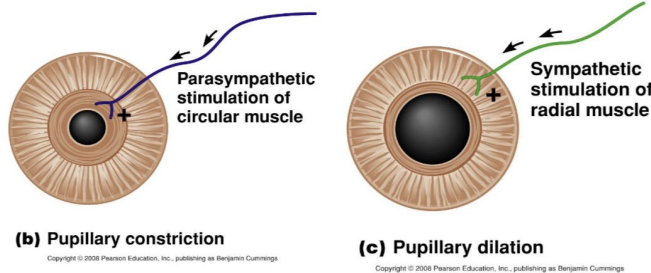 Parasympathetic
stimulation of
circular muscle
+
(b) Pupillary constriction
Copyright © 2008 Pearson Education, Inc., publishing as Benjamin Cummings
Sympathetic
stimulation of
radial muscle
+
(c) Pupillary dilation
Copyright © 2008 Pearson Education, Inc., publishing as Benjamin Cummings